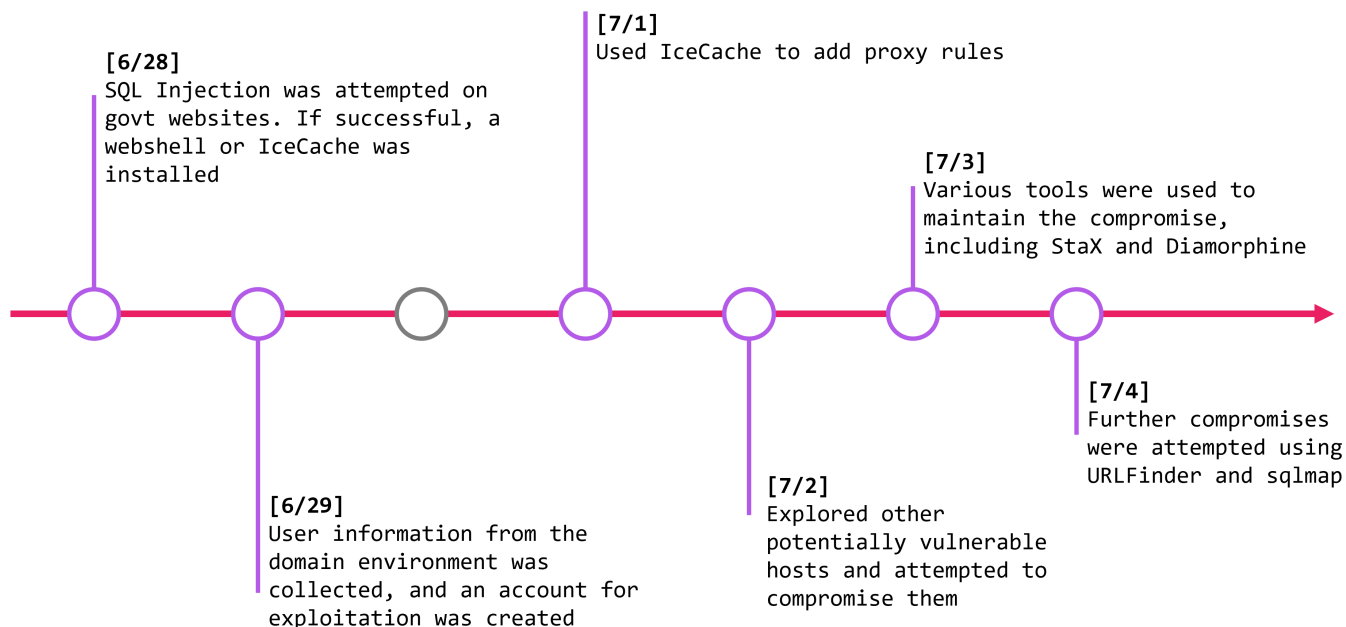 [6/28]
SQL Injection was attempted on
govt websites. If successful, a
webshell or IceCache was
installed
[6/29]
User information from the
domain environment was
collected, and an account for
exploitation was created
[7/1]
Used IceCache to add proxy rules
[7/2]
Explored other
potentially vulnerable
hosts and attempted to
compromise them
[7/3]
Various tools were used to
maintain the compromise,
including StaX and Diamorphine
[7/4]
Further compromises
were attempted using
URLFinder and sqlmap